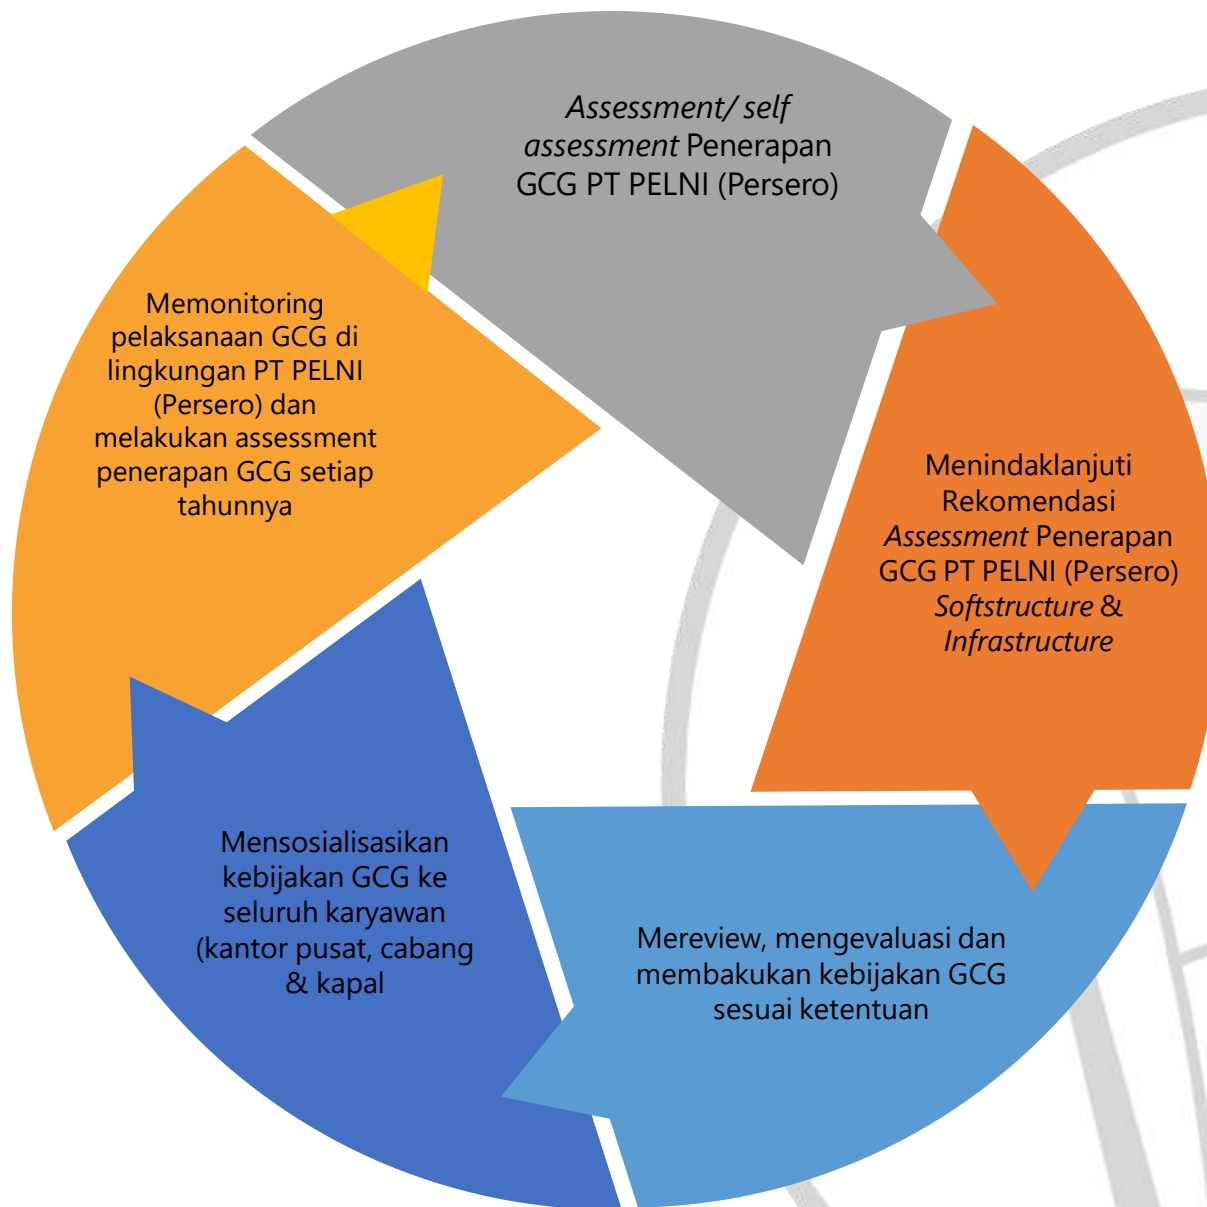 Assessment/ self
assessment Penerapan
GCG PT PELNI (Persero)
Menindaklanjuti
Rekomendasi
Assessment Penerapan
GCG PT PELNI (Persero)
Softstructure &
Infrastructure
Mereview, mengevaluasi dan
membakukan kebijakan GCG
sesuai ketentuan
Mensosialisasikan
kebijakan GCG ke
seluruh karyawan
(kantor pusat, cabang
& kapal
Memonitoring
pelaksanaan GCG di
lingkungan PT PELNI
(Persero) dan
melakukan assessment
penerapan GCG setiap
tahunnya